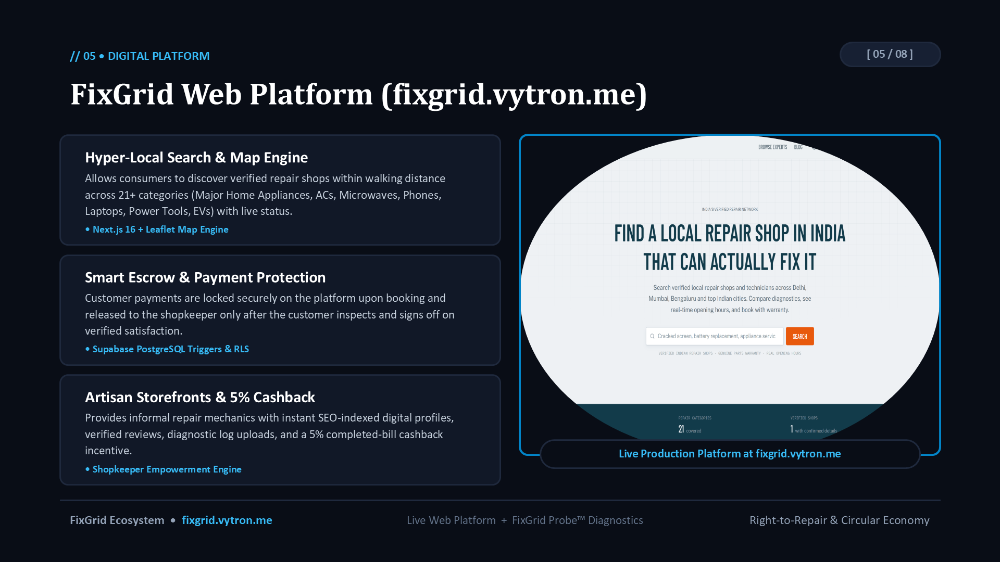 // 05 • DIGITAL PLATFORM
[ 05 / 08 ]
FixGrid Web Platform (fixgrid.vytron.me)
Hyper-Local Search & Map Engine
Allows consumers to discover verified repair shops within walking distance
across 21+ categories (Major Home Appliances, ACs, Microwaves, Phones,
Laptops, Power Tools, EVs) with live status.
• Next.js 16 + Leaflet Map Engine
Smart Escrow & Payment Protection
Customer payments are locked securely on the platform upon booking and
released to the shopkeeper only after the customer inspects and signs off on
verified satisfaction.
• Supabase PostgreSQL Triggers & RLS
Artisan Storefronts & 5% Cashback
Provides informal repair mechanics with instant SEO-indexed digital profiles,
verified reviews, diagnostic log uploads, and a 5% completed-bill cashback
incentive.
• Shopkeeper Empowerment Engine
BROWSE EXPERTS BLOG
INDIA'S VERIFIED REPAIR NETWORK
FIND A LOCAL REPAIR SHOP IN INDIA
THAT CAN ACTUALLY FIX IT
Search verified local repair shops and technicians across Delhi,
Mumbai, Bengaluru and top Indian cities. Compare diagnostics, see
real-time opening hours, and book with warranty.
Cracked screen, battery replacement, appliance servic
SEARCH
VERIFIED INDIAN REPAIR SHOPS · GENUINE PARTS WARRANTY · REAL OPENING HOURS
REPAIR CATEGORIES
21 covered
VERIFIED SHOPS
1 with confirmed details
Live Production Platform at fixgrid.vytron.me
FixGrid Ecosystem • fixgrid.vytron.me
Live Web Platform + FixGrid Probe™ Diagnostics
Right-to-Repair & Circular Economy